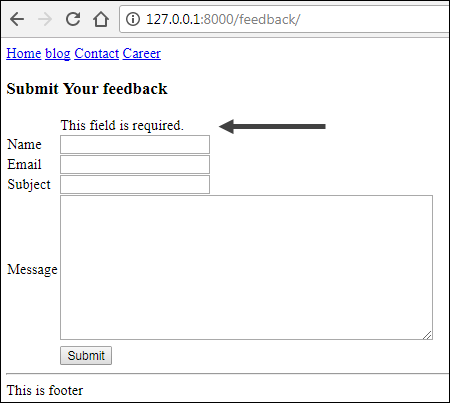 127.0.0.1:8000/feedback/
Home blog Contact Career
Submit Your feedback
This field is required.
Name
Email
Subject
Message
Submit
This is footer